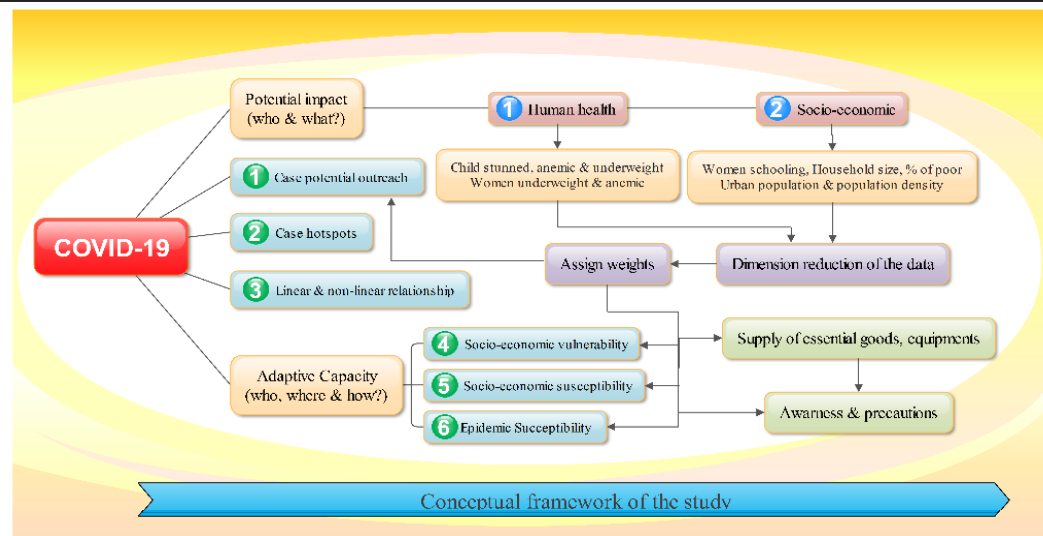 Potential impact
(who & what?)
1 Human health
2 Socio-economic
Child stunned, anemic & underweight
Women underweight & anemic
Women schooling, Household size, % of poor
Urban population & population density
1 Case potential outreach
COVID-19
2 Case hotspots
Assign weights
Dimension reduction of the data
3 Linear & non-linear relationship
4 Socio-economic vulnerability
Supply of essential goods, equipments
Adaptive Capacity
(who, where & how?)
5 Socio-economic susceptibility
Awarness & precautions
6 Epidemic Succeptibility
Conceptual framework of the study